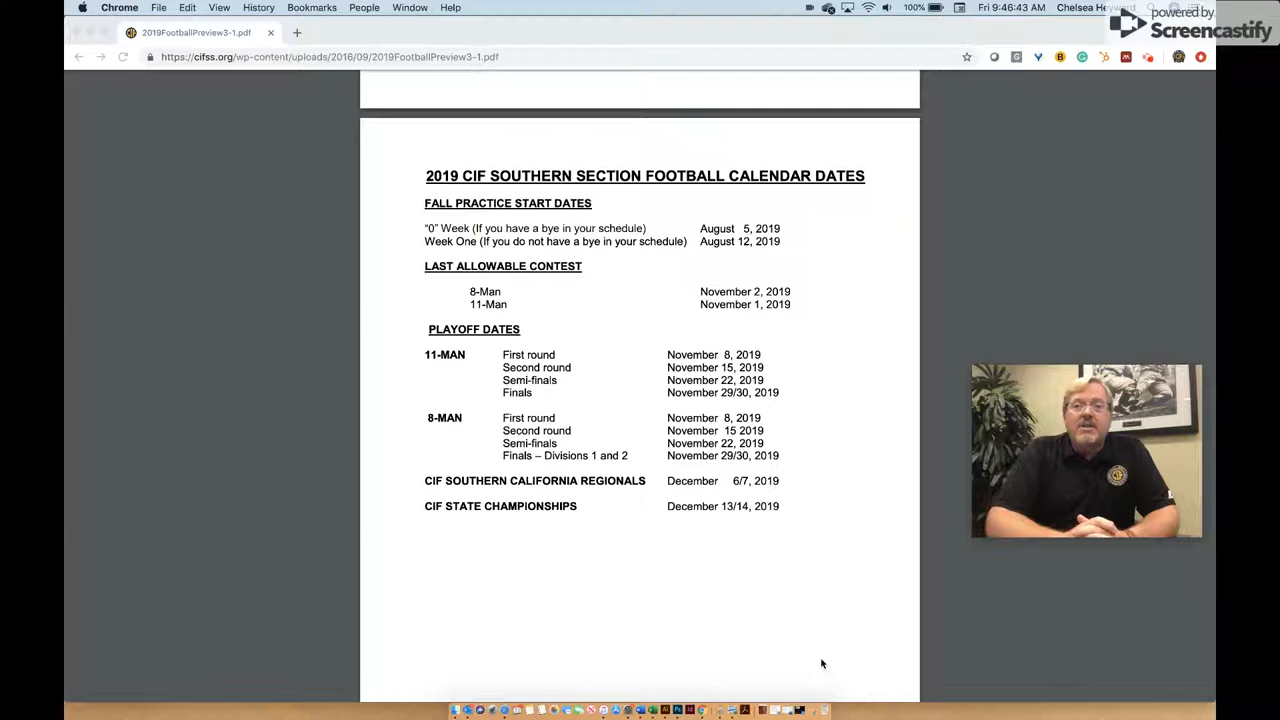 Chrome File Edit View History Bookmarks People Window Help 100% Fri 9:46:43 AM Chelsea Heyward
powered by
Screencastify
2019FootballPreview3-1.pdf
https://cifss.org/wp-content/uploads/2016/09/2019FootballPreview3-1.pdf
2019 CIF SOUTHERN SECTION FOOTBALL CALENDAR DATES
FALL PRACTICE START DATES
“0” Week (If you have a bye in your schedule) August 5, 2019
Week One (If you do not have a bye in your schedule) August 12, 2019
LAST ALLOWABLE CONTEST
8-Man November 2, 2019
11-Man November 1, 2019
PLAYOFF DATES
11-MAN First round November 8, 2019
Second round November 15, 2019
Semi-finals November 22, 2019
Finals November 29/30, 2019
8-MAN First round November 8, 2019
Second round November 15 2019
Semi-finals November 22, 2019
Finals – Divisions 1 and 2 November 29/30, 2019
CIF SOUTHERN CALIFORNIA REGIONALS December 6/7, 2019
CIF STATE CHAMPIONSHIPS December 13/14, 2019